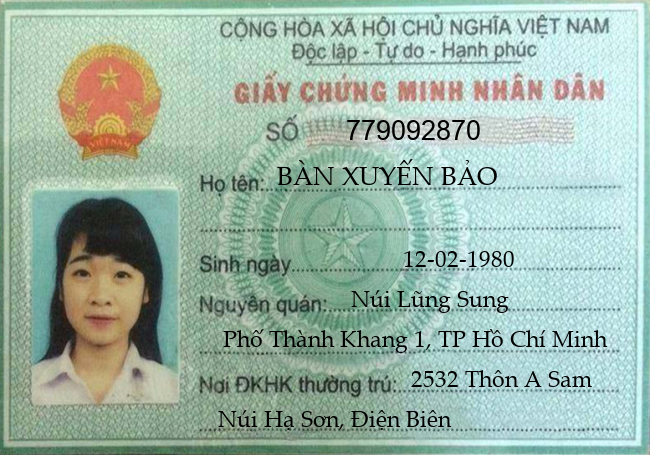 CỘNG HÒA XÃ HỘI CHỦ NGHĨA VIỆT NAM
Độc lập - Tự do - Hạnh phúc
GIẤY CHỨNG MINH NHÂN DÂN
SỐ 779092870
Họ tên: BÀN XUYẾN BẢO
Sinh ngày 12-02-1980
Nguyên quán: Núi Lũng Sung
Phố Thành Khang 1, TP Hồ Chí Minh
Nơi ĐKHK thường trú: 2532 Thôn A Sam
Núi Hạ Sơn, Điện Biên
VIỆT NAM